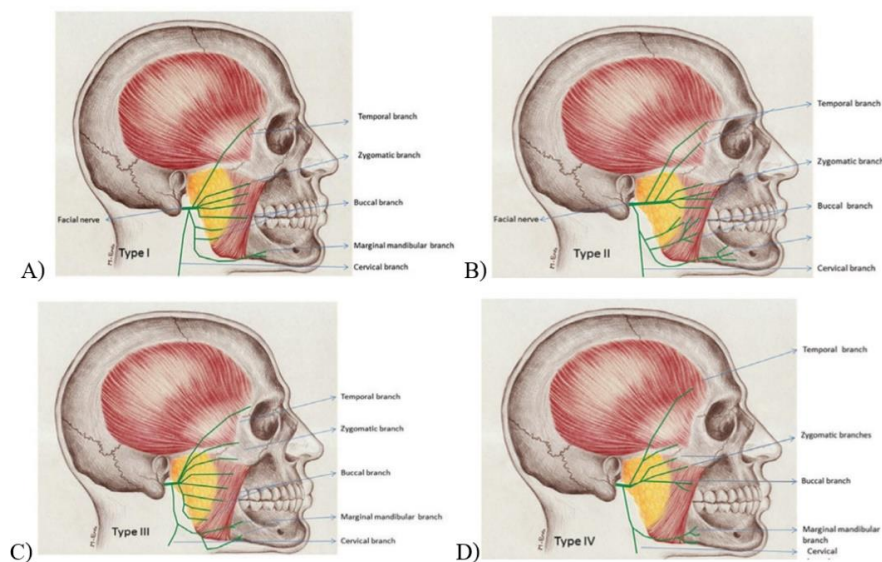 Temporal branch
Zygomatic branch
Buccal branch
Facial nerve
Marginal mandibular branch
Type I
Cervical branch
A)
Temporal branch
Zygomatic branch
Buccal branch
Facial nerve
Type II
Cervical branch
B)
Temporal branch
Zygomatic branch
Buccal branch
Marginal mandibular branch
Type III
Cervical branch
C)
Temporal branch
Zygomatic branches
Buccal branch
Marginal mandibular
branch
Type IV
Cervical
D)